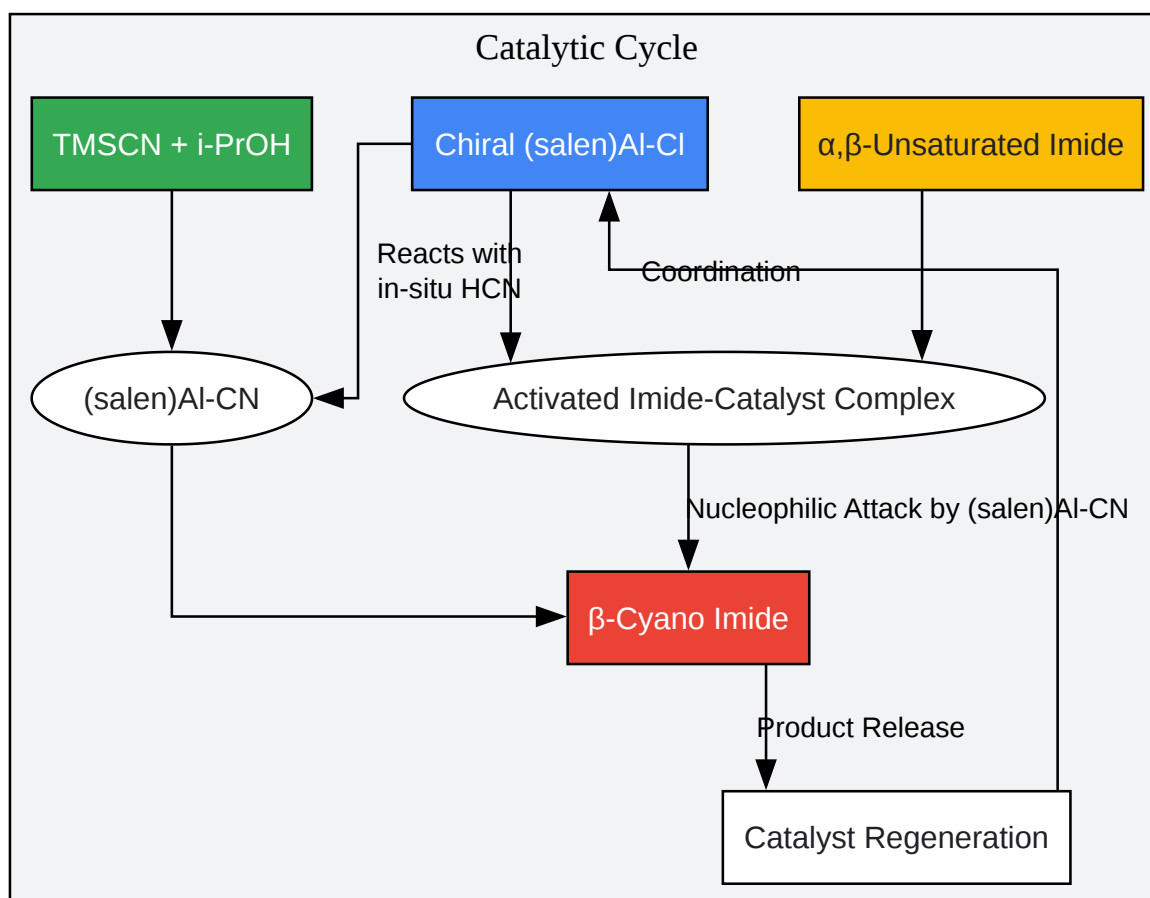 Catalytic Cycle
TMSCN + i-PrOH
Chiral (salen)Al-Cl
α,β-Unsaturated Imide
Reacts with
in-situ HCN
Coordination
(salen)Al-CN
Activated Imide-Catalyst Complex
Nucleophilic Attack by (salen)Al-CN
β-Cyano Imide
Product Release
Catalyst Regeneration